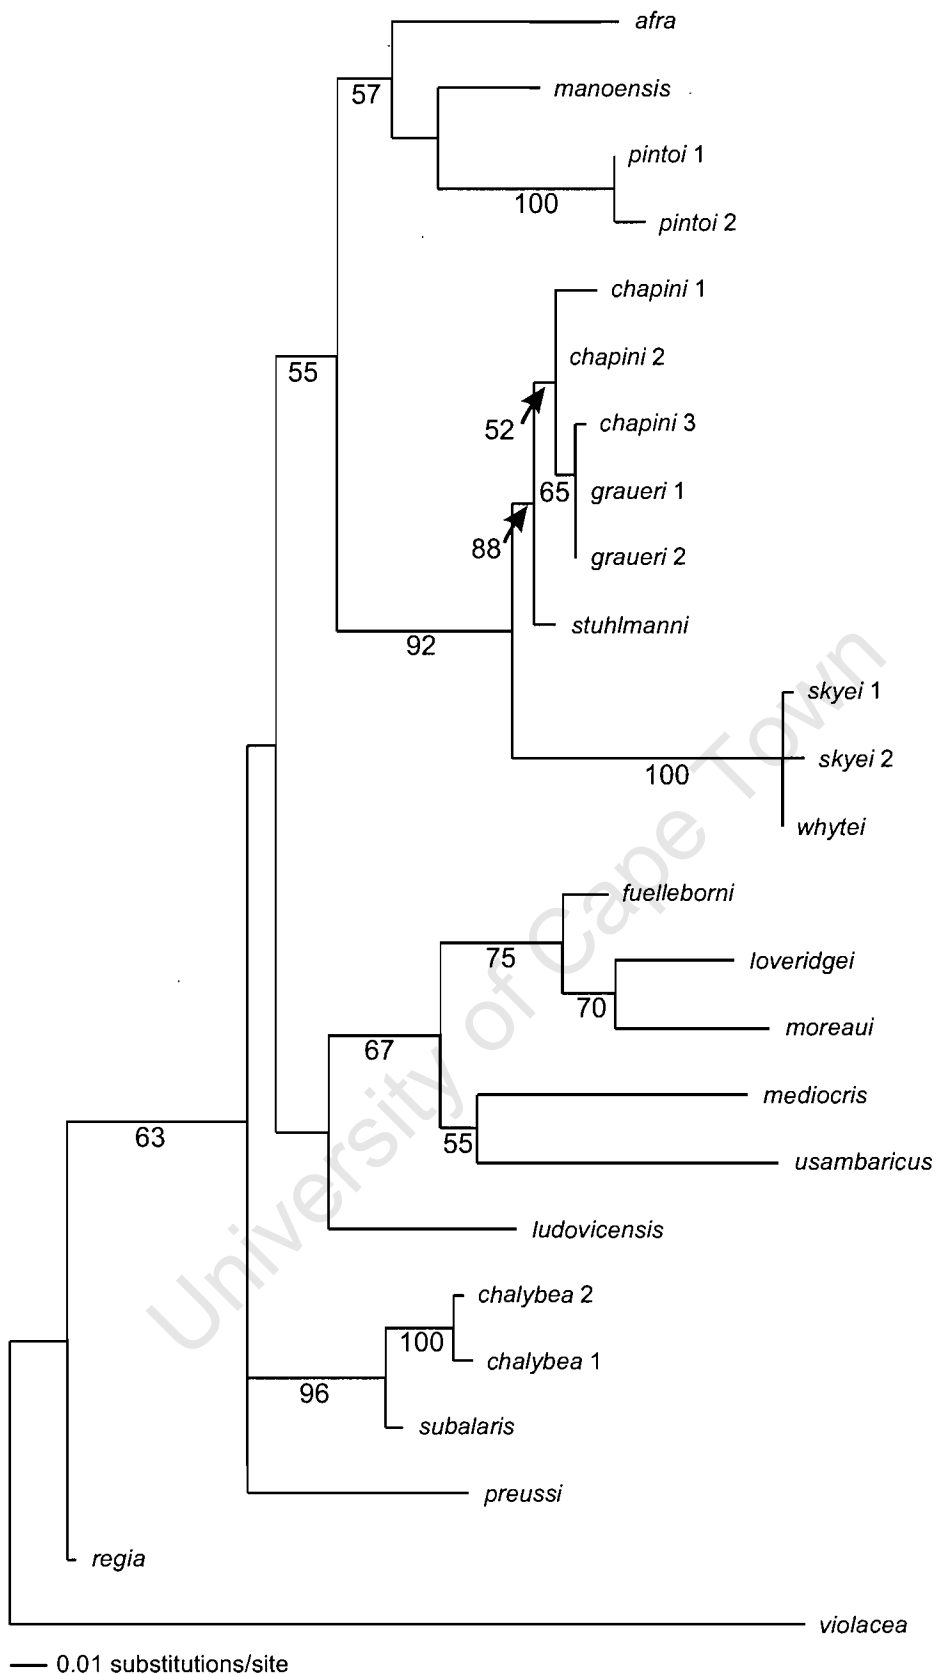 afra
57
manoensis
pintoi 1
100
pintoi 2
chapini 1
chapini 2
55
chapini 3
52
65
graueri 1
88
graueri 2
stuhlmanni
92
skyei 1
skyei 2
100
whytei
fuelleborni
75
loveridgei
70
moreaui
67
mediocris
63
55
usambaricus
ludovicensis
chalybea 2
100
chalybea 1
96
subalaris
preussi
regia
violacea
0.01 substitutions/site
University of Cape Town